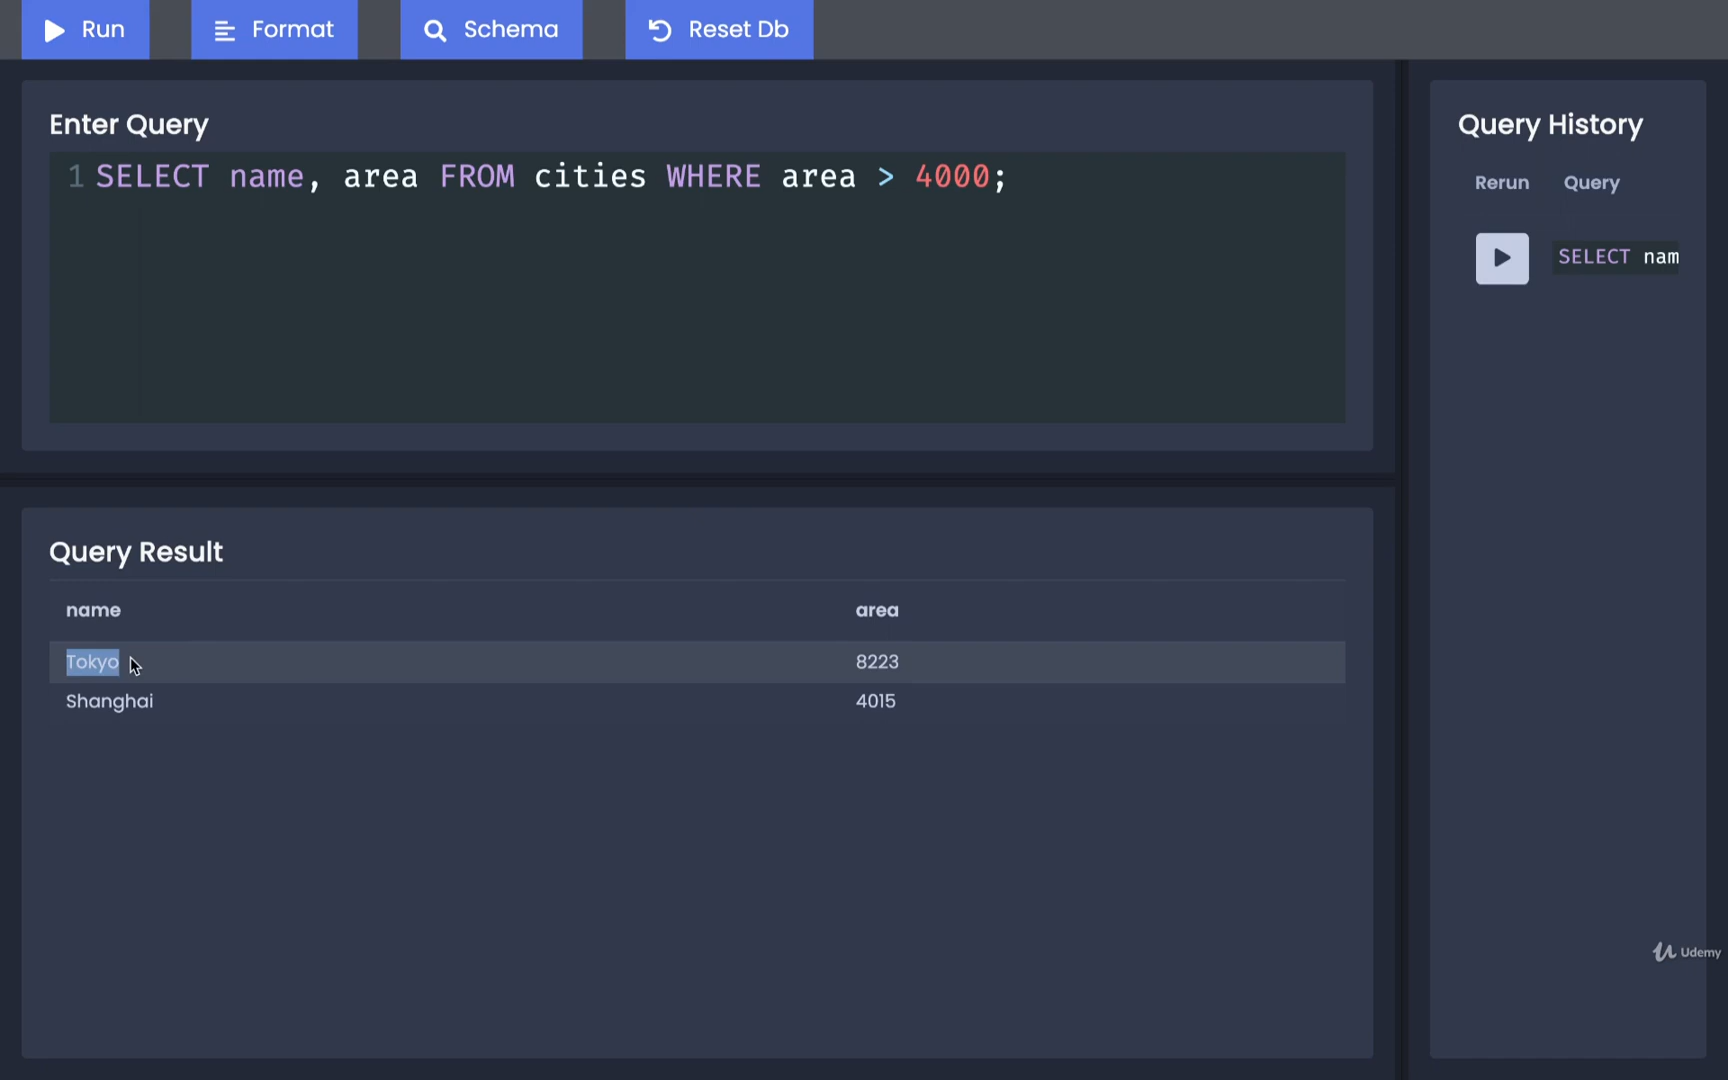 Run Format Schema Reset Db
Enter Query
1 SELECT name, area FROM cities WHERE area > 4000;
Query Result
name area
Tokyo 8223
Shanghai 4015
Query History
Rerun Query
SELECT nam
Udemy